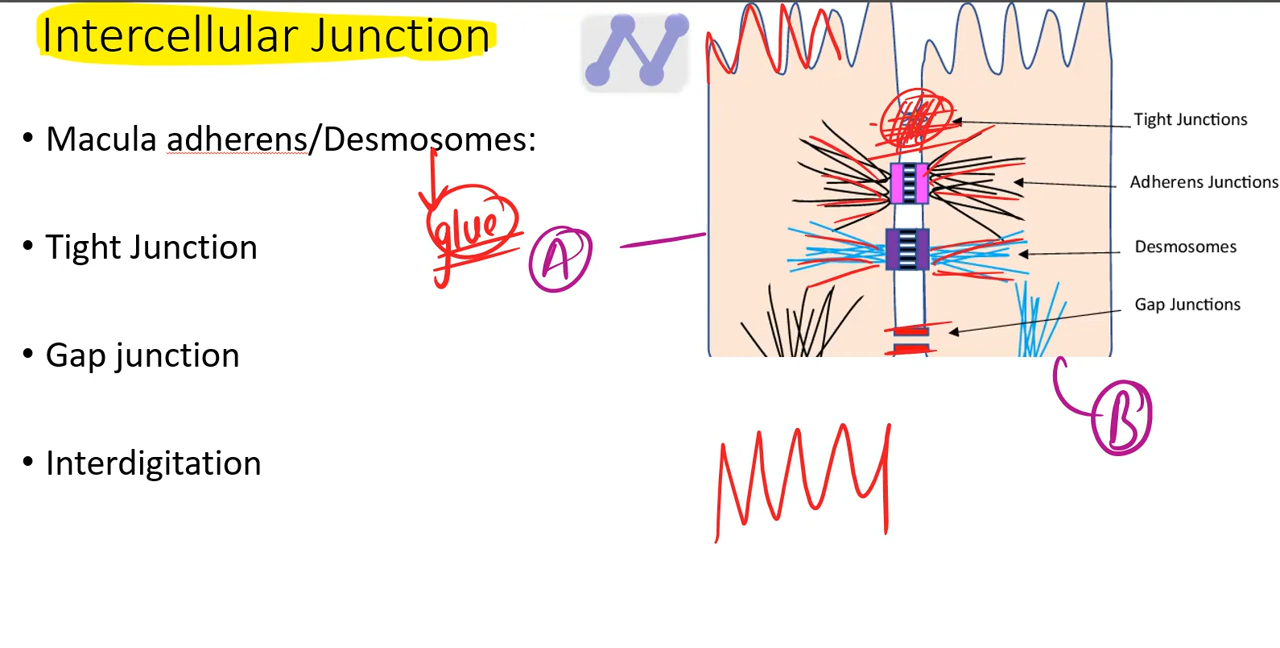 Intercellular Junction
• Macula adherens/Desmosomes:
glue
• Tight Junction
A
• Gap junction
• Interdigitation
Tight Junctions
Adherens Junctions
Desmosomes
Gap Junctions
B